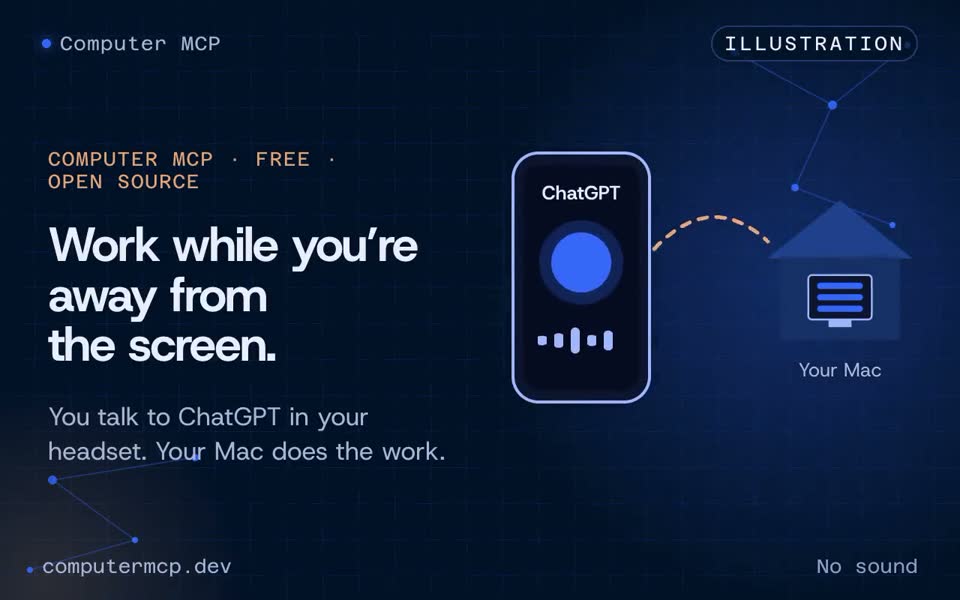 Computer MCP
ILLUSTRATION
COMPUTER MCP · FREE ·
OPEN SOURCE
Work while you’re
away from
the screen.
You talk to ChatGPT in your
headset. Your Mac does the work.
ChatGPT
Your Mac
computermcp.dev
No sound